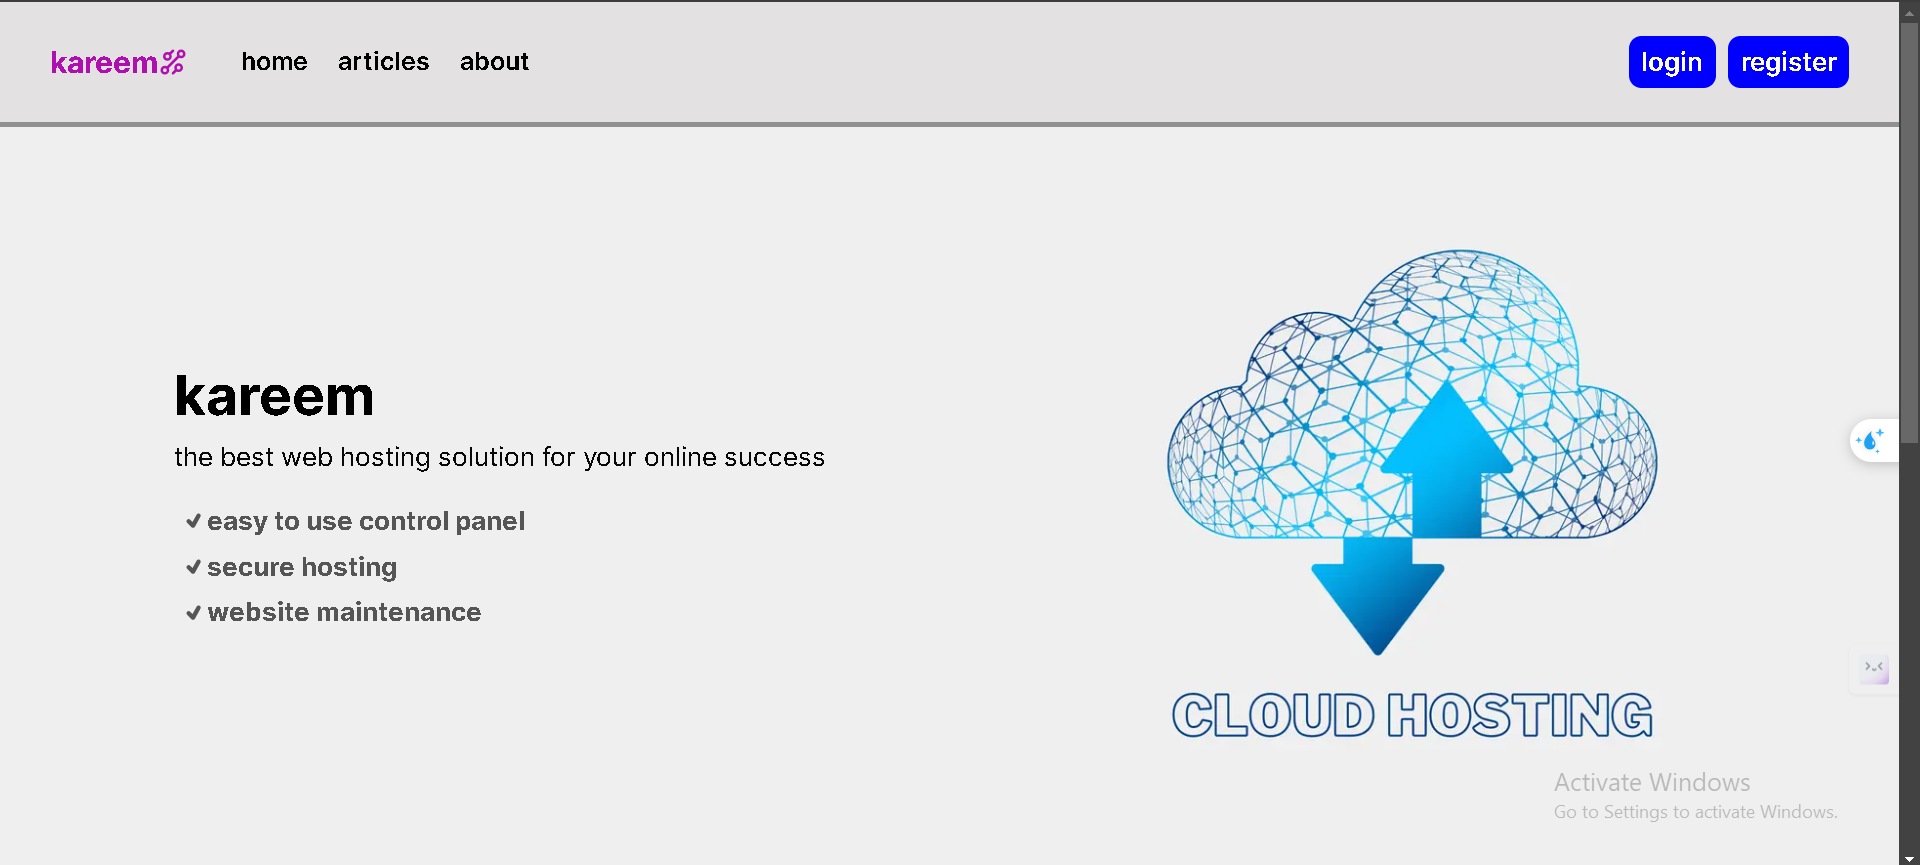 kareem
home articles about
login register
kareem
the best web hosting solution for your online success
easy to use control panel
secure hosting
website maintenance
CLOUD HOSTING
Activate Windows
Go to Settings to activate Windows.